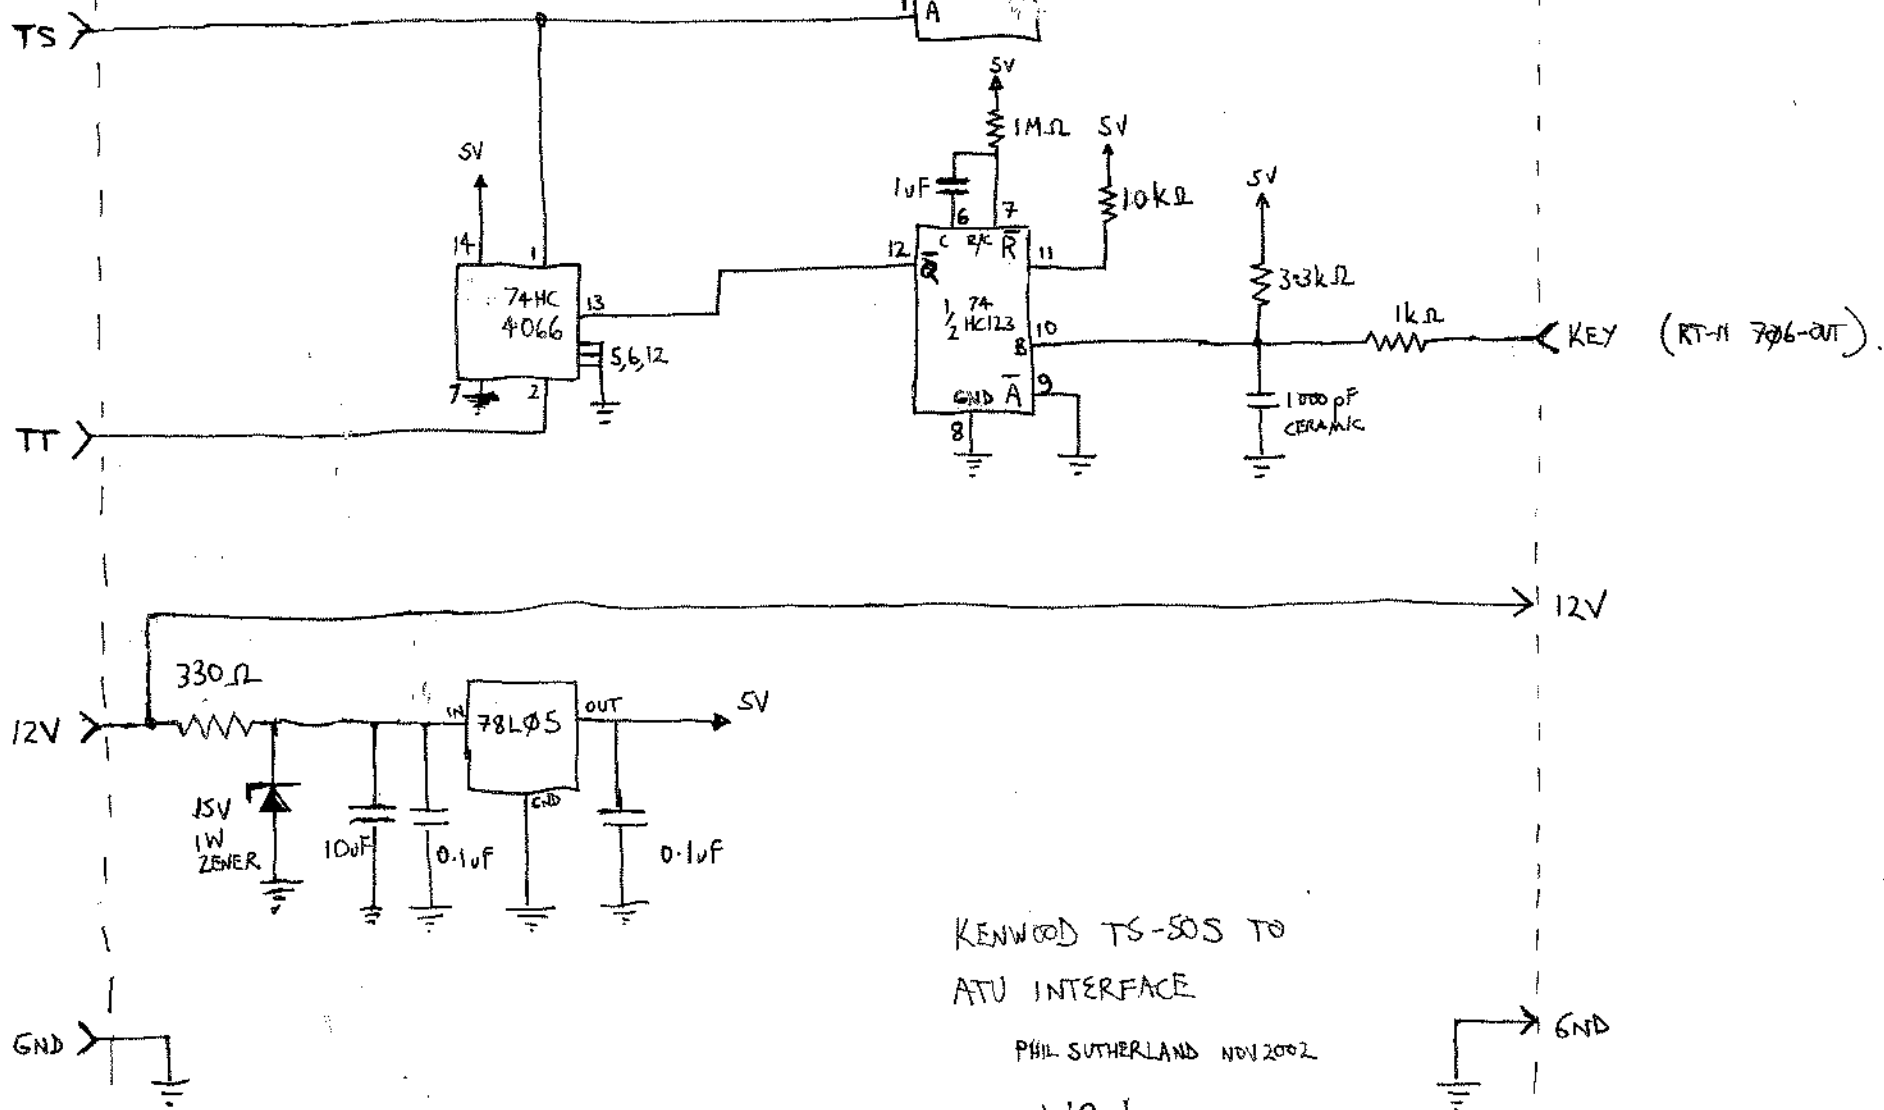 TS
1
A
5V
1MΩ
5V
1uF
6
7
10kΩ
5V
5V
14
1
12
Q
C
R/C
R
11
3.3kΩ
74HC
4066
13
1/2
74
HC123
10
B
1kΩ
KEY (RT-11 7Ø6-OUT).
5,6,12
7
2
GND
A
9
1000pF
CERAMIC
8
TT
12V
330Ω
12V
IN
78LØ5
OUT
5V
GND
15V
1W
ZENER
10uF
0.1uF
0.1uF
KENWOOD TS-50S TO
ATU INTERFACE
GND
GND
PHIL SUTHERLAND NOV 2002